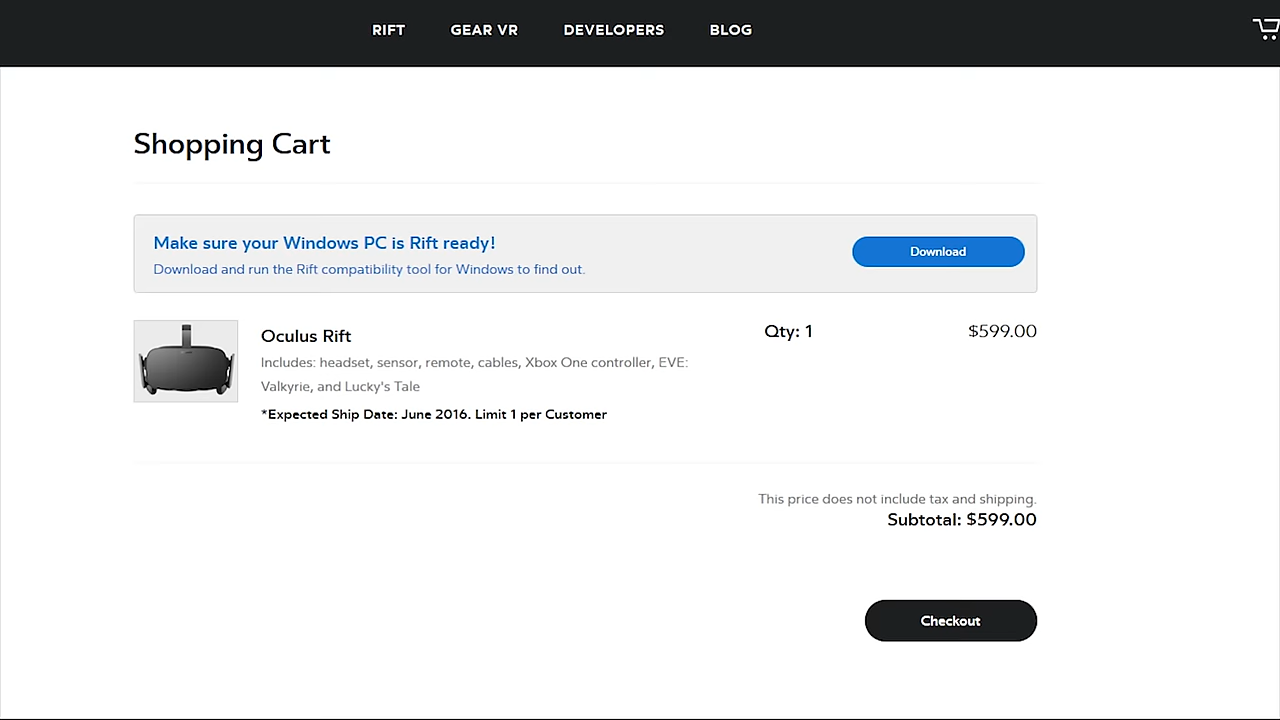 RIFT GEAR VR DEVELOPERS BLOG
Shopping Cart
Make sure your Windows PC is Rift ready!
Download and run the Rift compatibility tool for Windows to find out.
Download
Oculus Rift
Qty: 1
$599.00
Includes: headset, sensor, remote, cables, Xbox One controller, EVE:
Valkyrie, and Lucky's Tale
*Expected Ship Date: June 2016. Limit 1 per Customer
This price does not include tax and shipping.
Subtotal: $599.00
Checkout